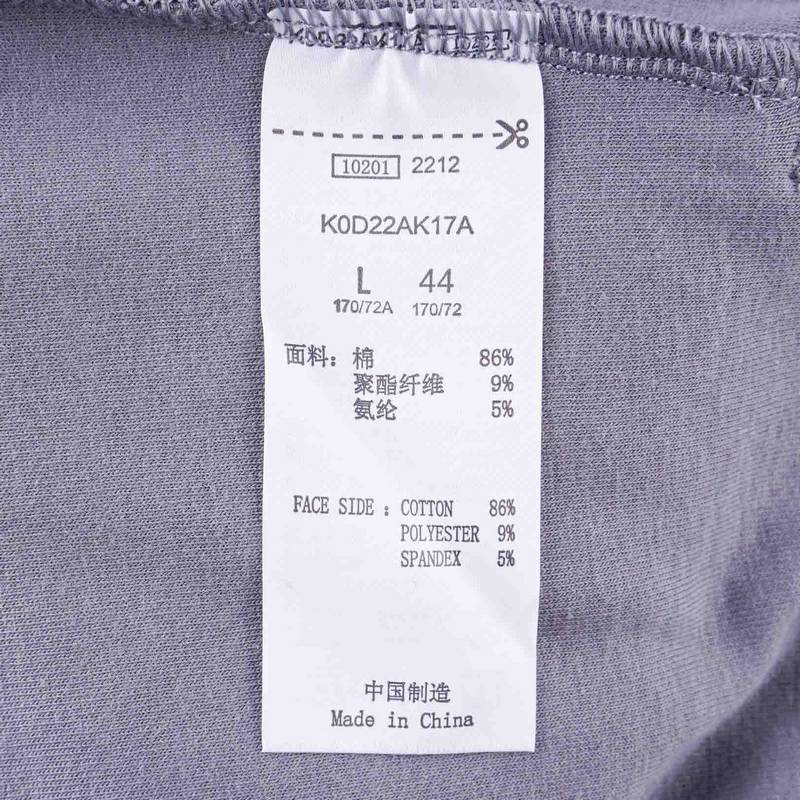 10201 2212
K0D22AK17A
L 44
170/72A 170/72
面料: 棉 86%
聚酯纤维 9%
氨纶 5%
FACE SIDE : COTTON 86%
POLYESTER 9%
SPANDEX 5%
中国制造
Made in China